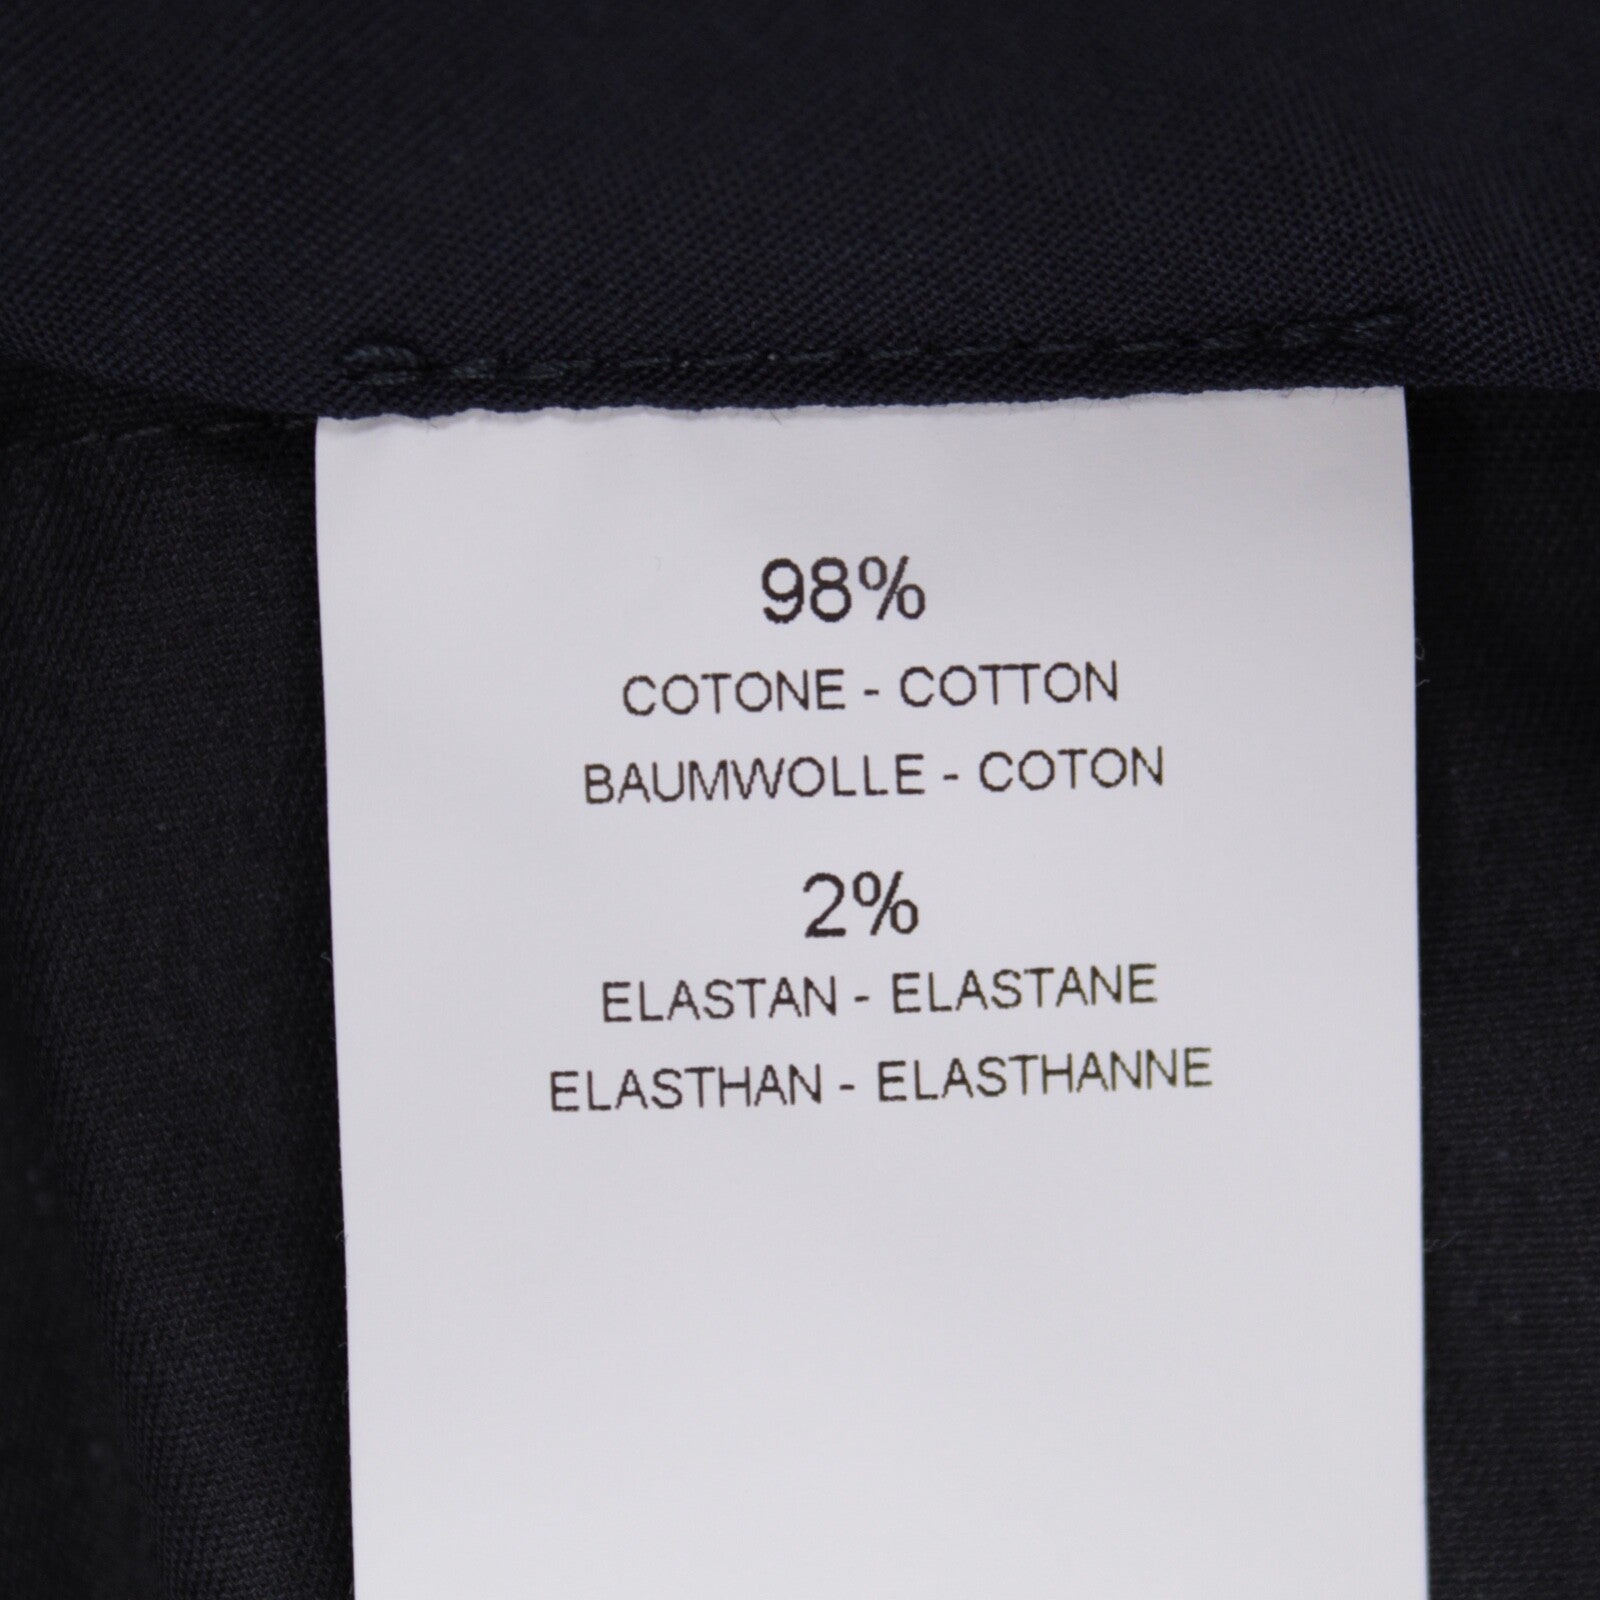 98%
COTONE - COTTON
BAUMWOLLE - COTON
2%
ELASTAN - ELASTANE
ELASTHAN - ELASTHANNE